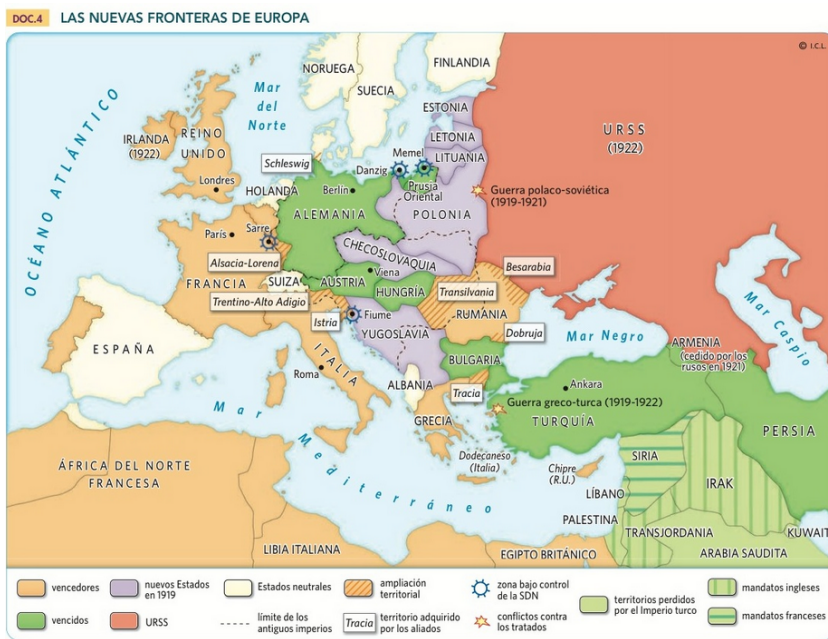 DOC.4 LAS NUEVAS FRONTERAS DE EUROPA
© I.C.L.
NORUEGA
SUECIA
FINLANDIA
Mar
del
Norte
OCÉANO ATLÁNTICO
ESTONIA
LETONIA
LITUANIA
URSS
(1922)
IRLANDA
(1922)
REINO
UNIDO
Londres
Schleswig
Memel
Danzig
Prusia
Oriental
HOLANDA
Berlín
ALEMANIA
POLONIA
Guerra polaco-soviética
(1919-1921)
París
Sarre
Alsacia-Lorena
CHECOSLOVAQUIA
Viena
Besarabia
FRANCIA
SUIZA
AUSTRIA
HUNGRÍA
Transilvania
Trentino-Alto Adigio
RUMANÍA
Istria
Fiume
YUGOSLAVIA
Dobruja
Mar Negro
Mar Caspio
ESPAÑA
ITALIA
BULGARIA
ARMENIA
(cedido por los
rusos en 1921)
Roma
ALBANIA
Tracia
Ankara
Guerra greco-turca (1919-1922)
GRECIA
TURQUÍA
PERSIA
Mar Mediterráneo
Dodecaneso
(Italia)
Chipre
(R.U.)
SIRIA
IRAK
ÁFRICA DEL NORTE
FRANCESA
LÍBANO
PALESTINA
TRANSJORDANIA
KUWAIT
LIBIA ITALIANA
EGIPTO BRITÁNICO
ARABIA SAUDITA
vencedores
nuevos Estados
en 1919
Estados neutrales
ampliación
territorial
zona bajo control
de la SDN
territorios perdidos
por el Imperio turco
mandatos ingleses
vencidos
URSS
límite de los
antiguos imperios
Tracia
territorio adquirido
por los aliados
conflictos contra
los tratados
mandatos franceses